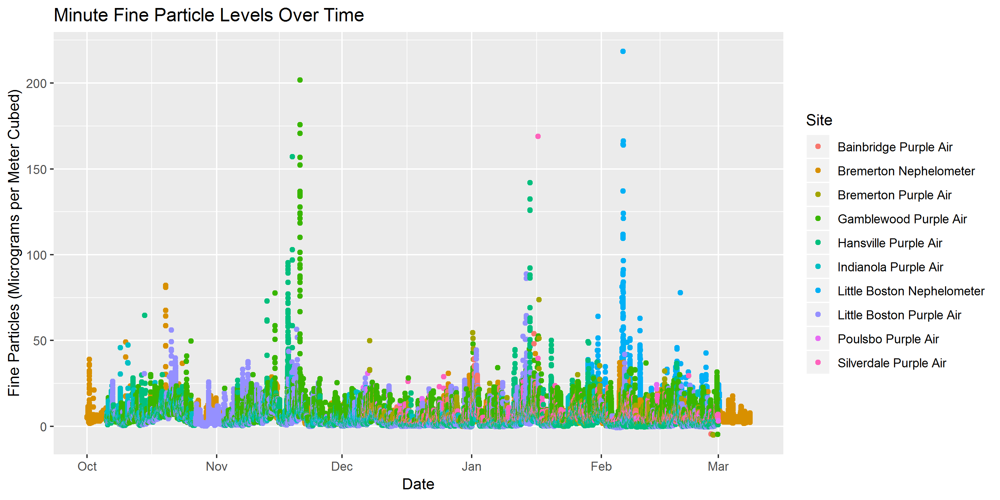 Minute Fine Particle Levels Over Time
Fine Particles (Micrograms per Meter Cubed)
200
150
100
50
0
Oct Nov Dec Jan Feb Mar
Date
Site
Bainbridge Purple Air
Bremerton Nephelometer
Bremerton Purple Air
Gamblewood Purple Air
Hansville Purple Air
Indianola Purple Air
Little Boston Nephelometer
Little Boston Purple Air
Poulsbo Purple Air
Silverdale Purple Air